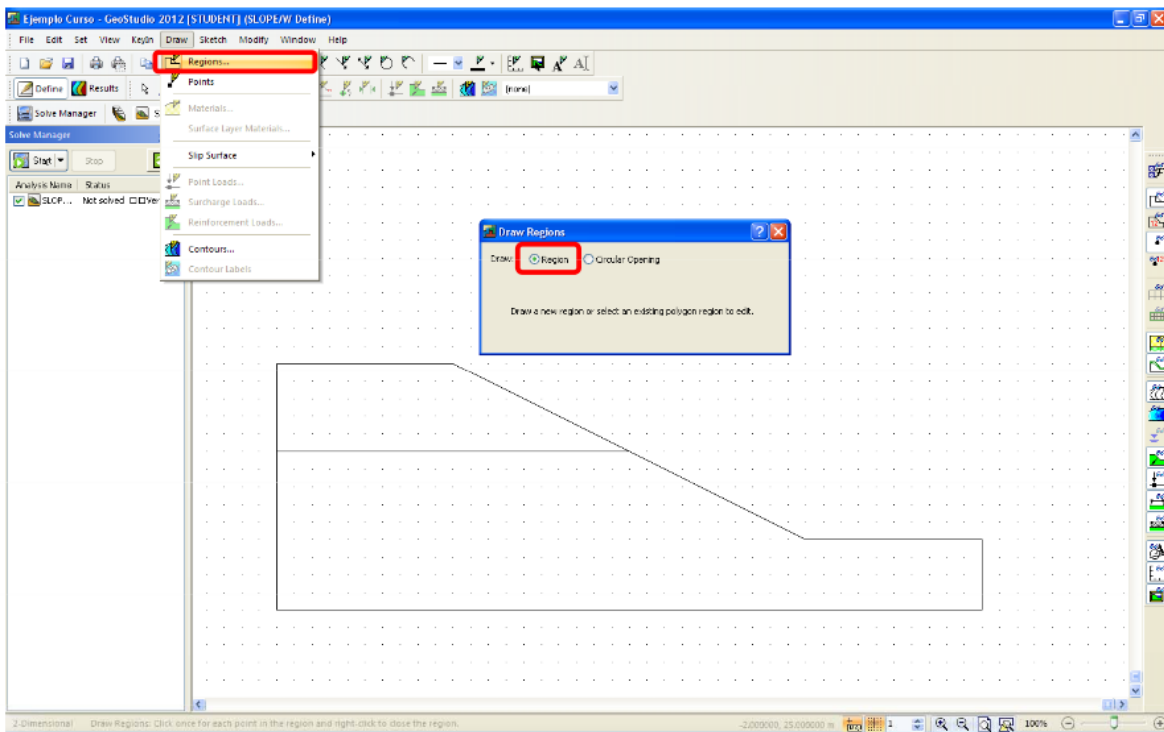 Ejemplo Curso - GeoStudio 2012 [STUDENT] (SLOPE/W Define)
File Edit Set View KeyIn Draw Sketch Modify Window Help
Regions...
Define Results Points [none]
Solve Manager S Materials...
Surface Layer Materials...
Solve Manager
Start Stop Slip Surface
Analysis Name Status Point Loads...
SLOP... Not solved Ver Surcharge Loads...
Reinforcement Loads...
Contours...
Contour Labels
Draw Regions
Draw: Region Circular Opening
Draw a new region or select an existing polygon region to edit.
2-Dimensional Draw Regions: Click once for each point in the region and right-click to close the region. -2.000000, 25.000000 m 1 100%